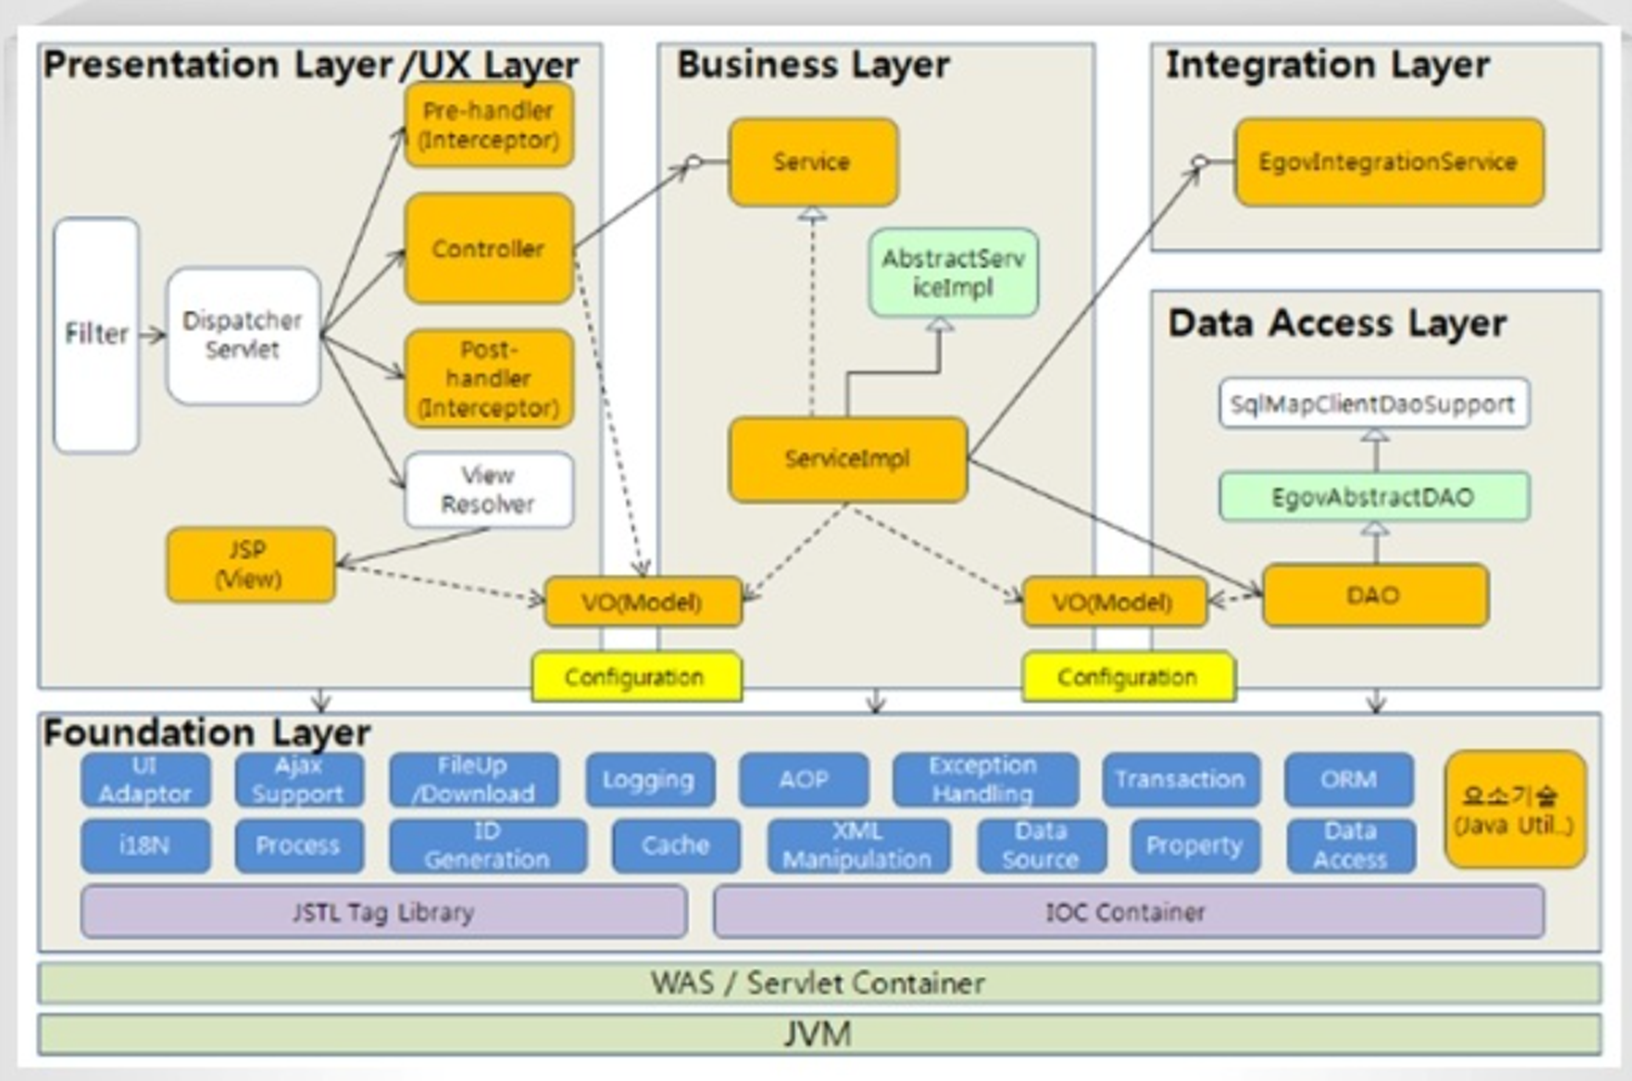 Presentation Layer/UX Layer
Pre-handler
(Interceptor)
Controller
Filter
Dispatcher
Servlet
Post-
handler
(Interceptor)
View
Resolver
JSP
(View)
VO(Model)
Configuration
Business Layer
Service
AbstractServ
iceImpl
ServiceImpl
VO(Model)
Configuration
Integration Layer
EgovIntegrationService
Data Access Layer
SqlMapClientDaoSupport
EgovAbstractDAO
DAO
Foundation Layer
UI
Adaptor
Ajax
Support
FileUp
/Download
Logging
AOP
Exception
Handling
Transaction
ORM
요소기술
(Java Util..)
i18N
Process
ID
Generation
Cache
XML
Manipulation
Data
Source
Property
Data
Access
JSTL Tag Library
IOC Container
WAS / Servlet Container
JVM